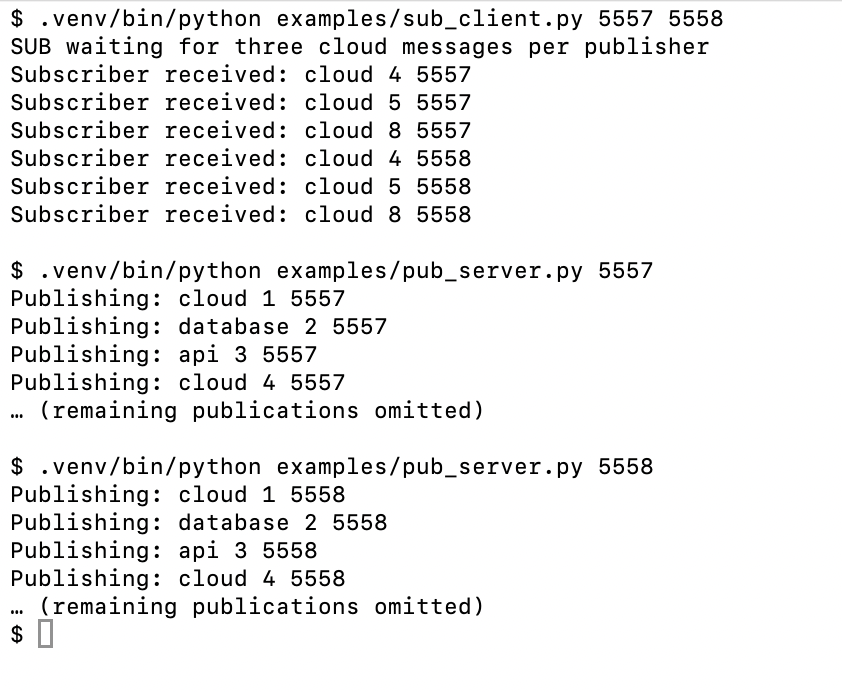 $ .venv/bin/python examples/sub_client.py 5557 5558
SUB waiting for three cloud messages per publisher
Subscriber received: cloud 4 5557
Subscriber received: cloud 5 5557
Subscriber received: cloud 8 5557
Subscriber received: cloud 4 5558
Subscriber received: cloud 5 5558
Subscriber received: cloud 8 5558

$ .venv/bin/python examples/pub_server.py 5557
Publishing: cloud 1 5557
Publishing: database 2 5557
Publishing: api 3 5557
Publishing: cloud 4 5557
… (remaining publications omitted)

$ .venv/bin/python examples/pub_server.py 5558
Publishing: cloud 1 5558
Publishing: database 2 5558
Publishing: api 3 5558
Publishing: cloud 4 5558
… (remaining publications omitted)
$